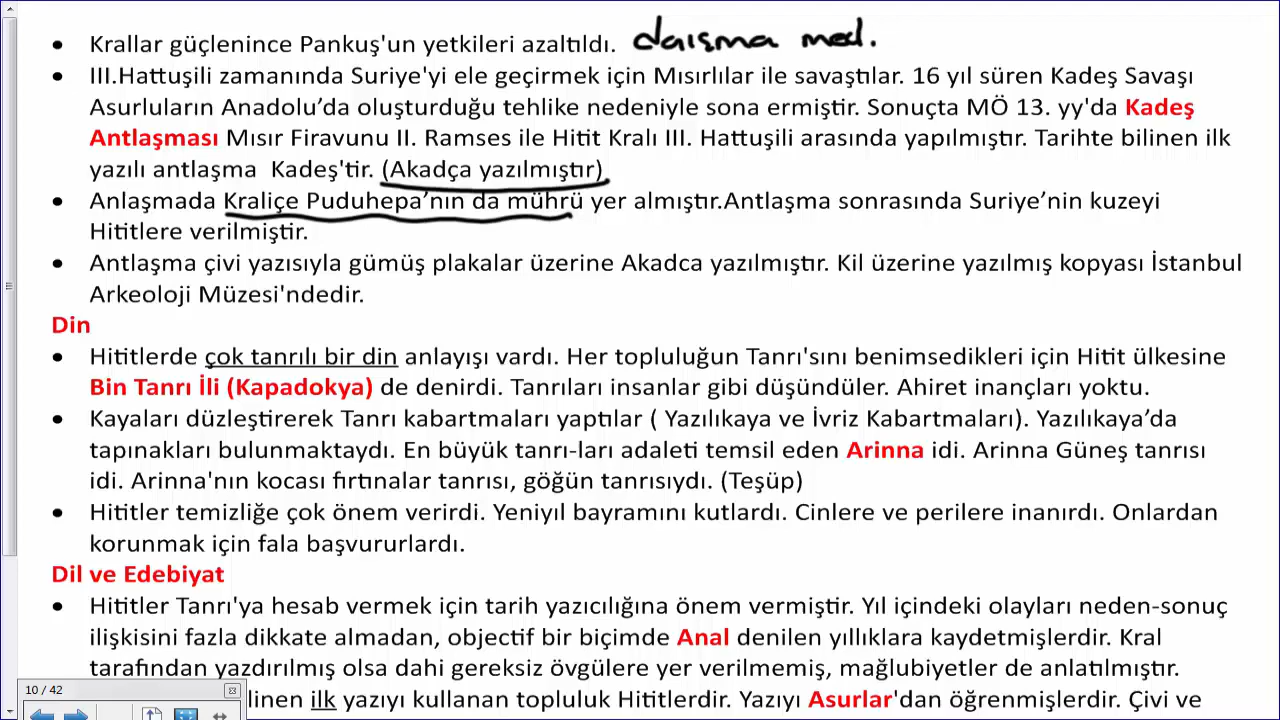 • Krallar güçlenince Pankuş'un yetkileri azaltıldı. daışma med.
• III.Hattuşili zamanında Suriye'yi ele geçirmek için Mısırlılar ile savaştılar. 16 yıl süren Kadeş Savaşı
Asurluların Anadolu’da oluşturduğu tehlike nedeniyle sona ermiştir. Sonuçta MÖ 13. yy'da Kadeş
Antlaşması Mısır Firavunu II. Ramses ile Hitit Kralı III. Hattuşili arasında yapılmıştır. Tarihte bilinen ilk
yazılı antlaşma Kadeş'tir. (Akadça yazılmıştır)
• Anlaşmada Kraliçe Puduhepa’nın da mührü yer almıştır.Antlaşma sonrasında Suriye’nin kuzeyi
Hititlere verilmiştir.
• Antlaşma çivi yazısıyla gümüş plakalar üzerine Akadca yazılmıştır. Kil üzerine yazılmış kopyası İstanbul
Arkeoloji Müzesi'ndedir.
Din
• Hititlerde çok tanrılı bir din anlayışı vardı. Her topluluğun Tanrı'sını benimsedikleri için Hitit ülkesine
Bin Tanrı İli (Kapadokya) de denirdi. Tanrıları insanlar gibi düşündüler. Ahiret inançları yoktu.
• Kayaları düzleştirerek Tanrı kabartmaları yaptılar ( Yazılıkaya ve İvriz Kabartmaları). Yazılıkaya’da
tapınakları bulunmaktaydı. En büyük tanrı-ları adaleti temsil eden Arinna idi. Arinna Güneş tanrısı
idi. Arinna'nın kocası fırtınalar tanrısı, göğün tanrısıydı. (Teşüp)
• Hititler temizliğe çok önem verirdi. Yeniyıl bayramını kutlardı. Cinlere ve perilere inanırdı. Onlardan
korunmak için fala başvururlardı.
Dil ve Edebiyat
• Hititler Tanrı'ya hesab vermek için tarih yazıcılığına önem vermiştir. Yıl içindeki olayları neden-sonuç
ilişkisini fazla dikkate almadan, objectif bir biçimde Anal denilen yıllıklara kaydetmişlerdir. Kral
tarafından yazdırılmış olsa dahi gereksiz övgülere yer verilmemiş, mağlubiyetler de anlatılmıştır.
linen ilk yazıyı kullanan topluluk Hititlerdir. Yazıyı Asurlar'dan öğrenmişlerdir. Çivi ve
10 / 42